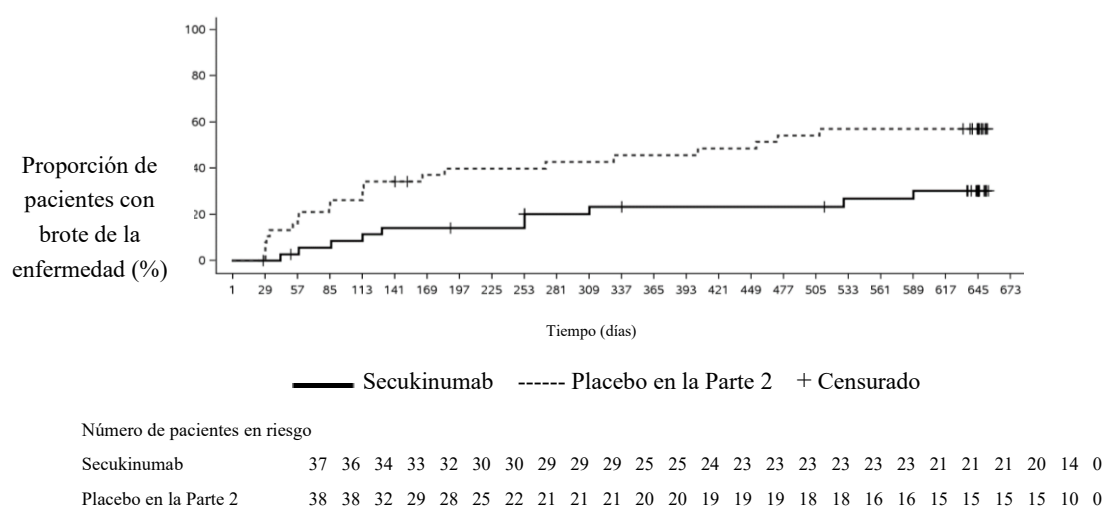 100
80
60
40
20
0
Proporción de
pacientes con
brote de la
enfermedad (%)
1 29 57 85 113 141 169 197 225 253 281 309 337 365 393 421 449 477 505 533 561 589 617 645 673
Tiempo (días)
Secukinumab Placebo en la Parte 2 + Censurado
Número de pacientes en riesgo
Secukinumab 37 36 34 33 32 30 30 29 29 29 25 25 24 23 23 23 23 23 23 21 21 21 20 14 0
Placebo en la Parte 2 38 38 32 29 28 25 22 21 21 21 20 20 19 19 19 18 18 16 16 15 15 15 15 10 0